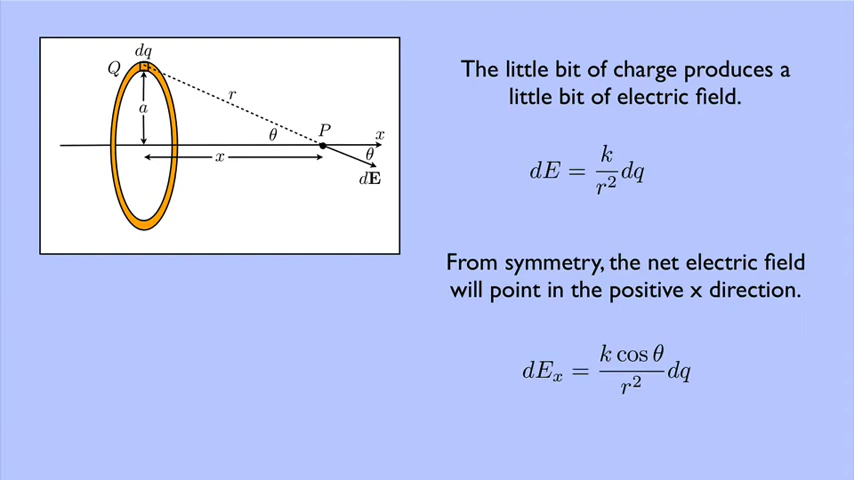 dq
Q
r
a
θ
P
x
x
θ
dE
The little bit of charge produces a
little bit of electric field.
dE = k/r² dq
From symmetry, the net electric field
will point in the positive x direction.
dEₓ = k cos θ/r² dq